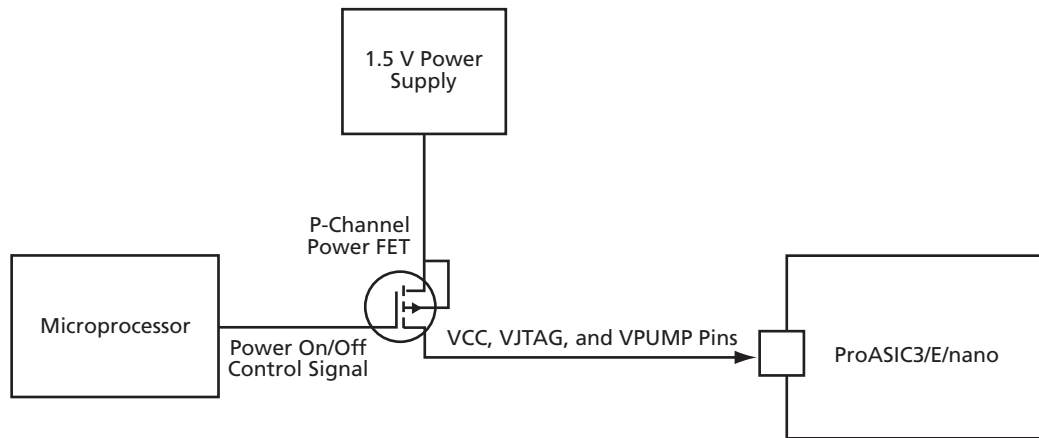 1.5 V Power
Supply
P-Channel
Power FET
Microprocessor
Power On/Off
Control Signal
VCC, VJTAG, and VPUMP Pins
ProASIC3/E/nano